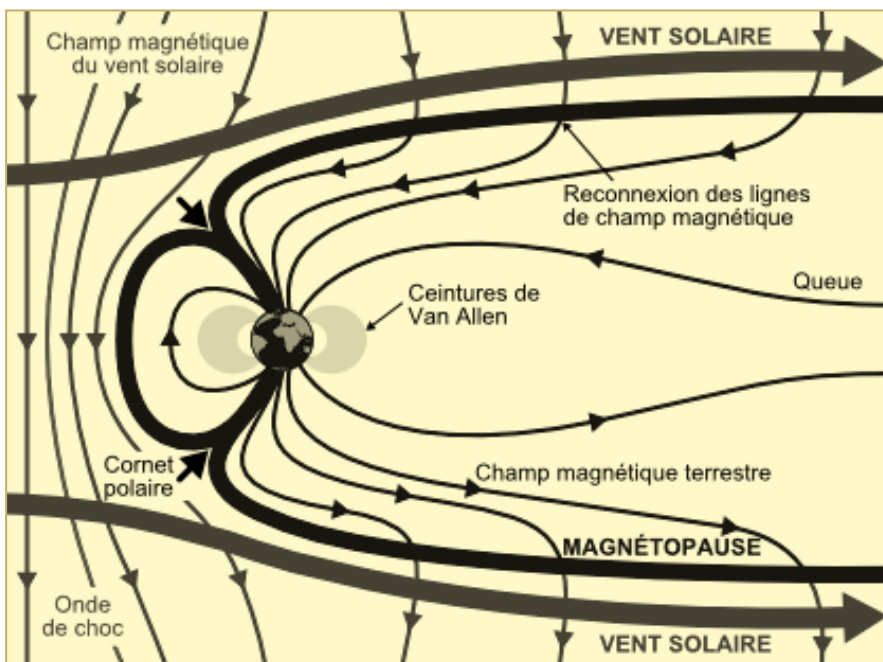 Champ magnétique
du vent solaire
VENT SOLAIRE
Reconnexion des lignes
de champ magnétique
Queue
Ceintures de
Van Allen
Cornet
polaire
Champ magnétique terrestre
MAGNÉTOPAUSE
Onde
de choc
VENT SOLAIRE